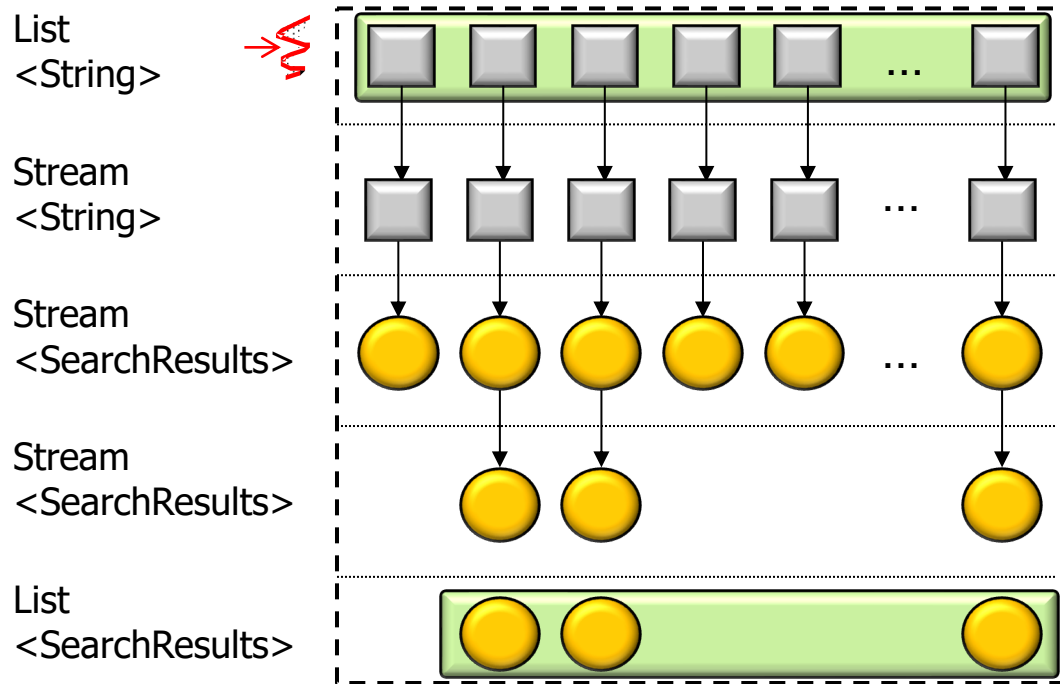 List
<String>
...
Stream
<String>
...
Stream
<SearchResults>
...
Stream
<SearchResults>
List
<SearchResults>